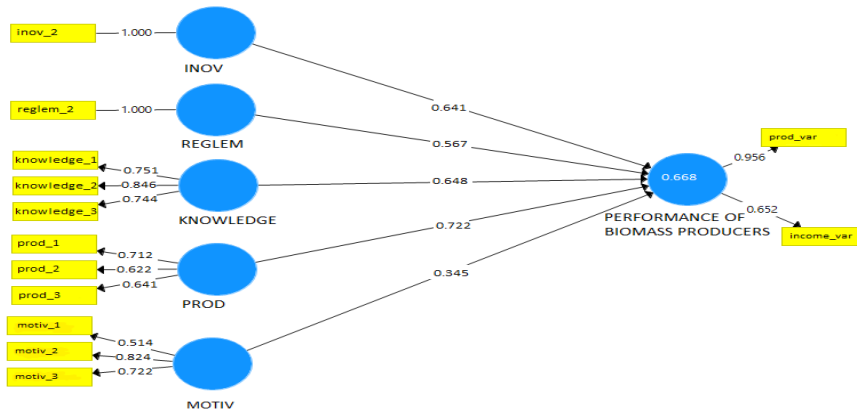 inov_2
1.000
INOV
reglem_2
1.000
REGLEM
knowledge_1
knowledge_2
knowledge_3
0.751
0.846
0.744
KNOWLEDGE
prod_1
prod_2
prod_3
0.712
0.622
0.641
PROD
motiv_1
motiv_2
motiv_3
0.514
0.824
0.722
MOTIV
0.641
0.567
0.648
0.722
0.345
0.668
PERFORMANCE OF
BIOMASS PRODUCERS
0.956
prod_var
0.652
income_var